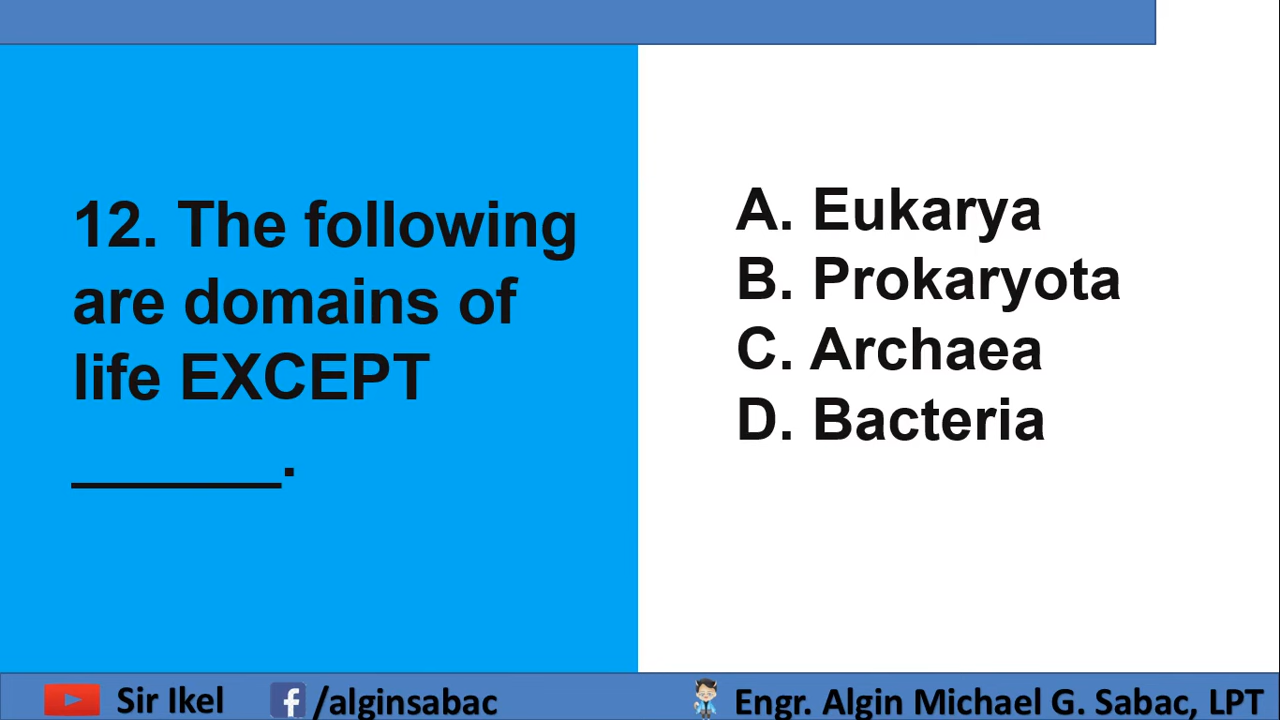 12. The following
are domains of
life EXCEPT
______.
A. Eukarya
B. Prokaryota
C. Archaea
D. Bacteria
Sir Ikel
/alginsabac
Engr. Algin Michael G. Sabac, LPT